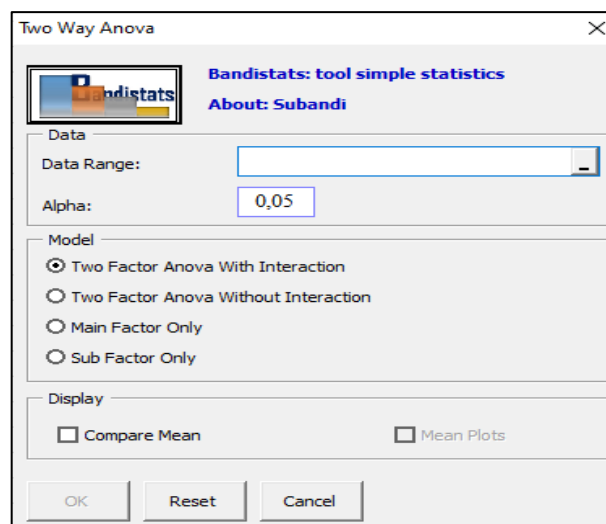 Two Way Anova
Bandistats
Bandistats: tool simple statistics
About: Subandi
Data
Data Range:
Alpha: 0,05
Model
Two Factor Anova With Interaction
Two Factor Anova Without Interaction
Main Factor Only
Sub Factor Only
Display
Compare Mean Mean Plots
OK Reset Cancel